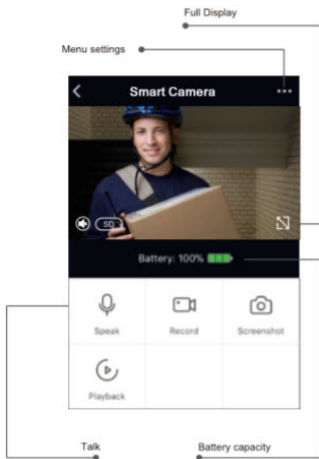 Full Display
Menu settings
Smart Camera
SD
Battery: 100%
Speak
Record
Screenshot
Playback
Talk
Battery capacity